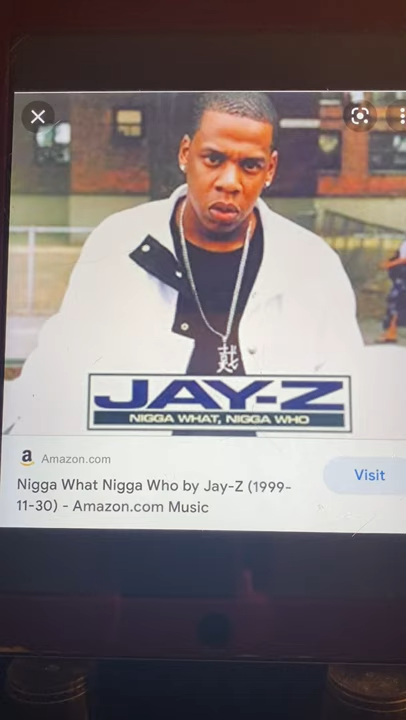 JAY-Z
NIGGA WHAT, NIGGA WHO
a Amazon.com
Nigga What Nigga Who by Jay-Z (1999-
11-30) - Amazon.com Music
Visit